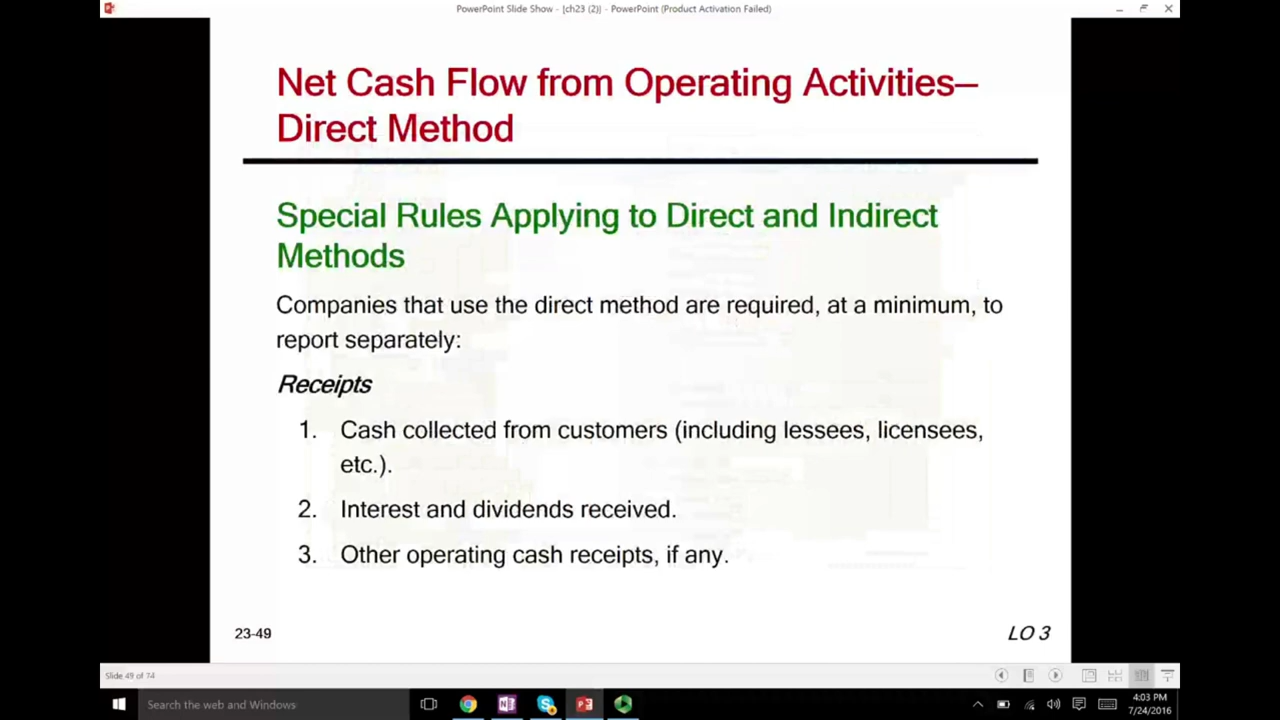 PowerPoint Slide Show - [ch23 (2)] - PowerPoint (Product Activation Failed)
Net Cash Flow from Operating Activities—
Direct Method
Special Rules Applying to Direct and Indirect
Methods
Companies that use the direct method are required, at a minimum, to
report separately:
Receipts
1. Cash collected from customers (including lessees, licensees,
etc.).
2. Interest and dividends received.
3. Other operating cash receipts, if any.
23-49
LO 3
Slide 49 of 74
Search the web and Windows
4:03 PM
7/24/2016